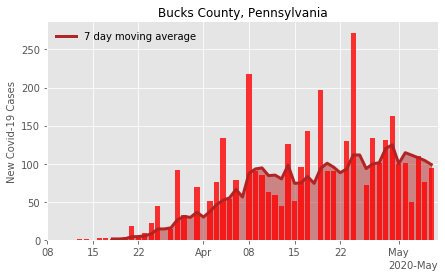 Bucks County, Pennsylvania
7 day moving average
New Covid-19 Cases
250
200
150
100
50
0
08 15 22 Apr 08 15 22 May
2020-May